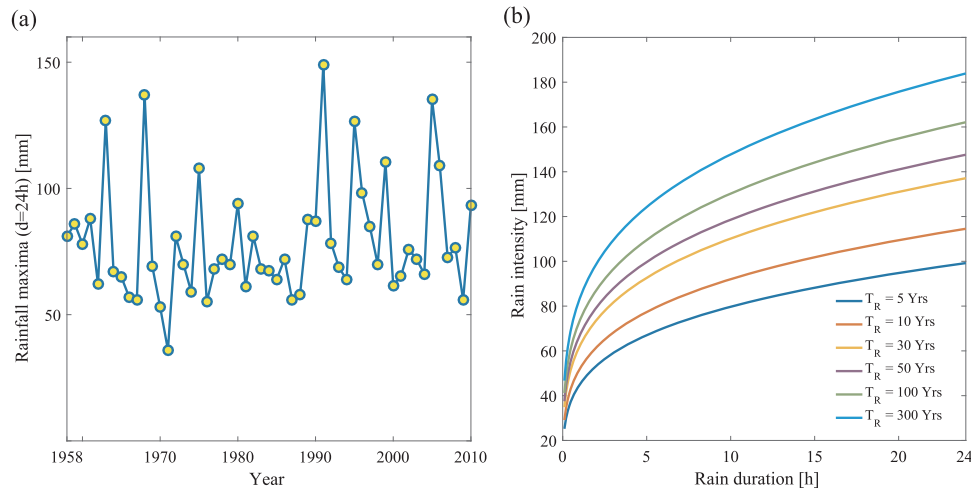 (a)
Rainfall maxima (d=24h) [mm]
150
100
50
1958
1970
1980
1990
2000
2010
Year
(b)
Rain intensity [mm]
200
180
160
140
120
100
80
60
40
20
0
5
10
15
20
24
Rain duration [h]
T_R = 5 Yrs
T_R = 10 Yrs
T_R = 30 Yrs
T_R = 50 Yrs
T_R = 100 Yrs
T_R = 300 Yrs